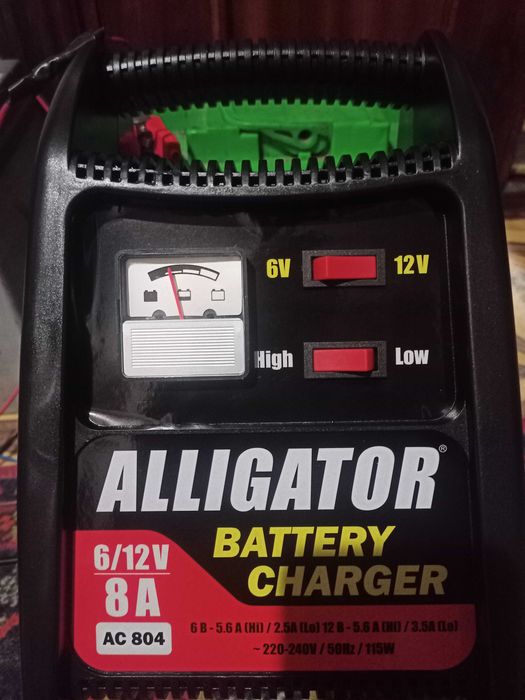 6V 12V
High Low
ALLIGATOR®
BATTERY
CHARGER
6/12V
8 A
AC 804
6 В - 5.6 A (Hi) / 2.5A (Lo) 12 В - 5.6 A (Hi) / 3.5A (Lo)
~ 220-240V / 50Hz / 115W